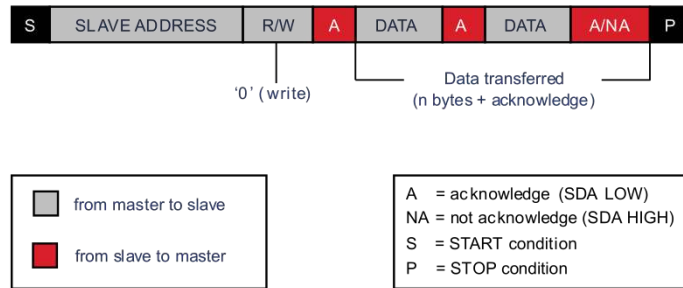 S SLAVE ADDRESS R/W A DATA A DATA A/NA P
‘0’ (write)
Data transferred
(n bytes + acknowledge)
from master to slave
from slave to master
A = acknowledge (SDA LOW)
NA = not acknowledge (SDA HIGH)
S = START condition
P = STOP condition